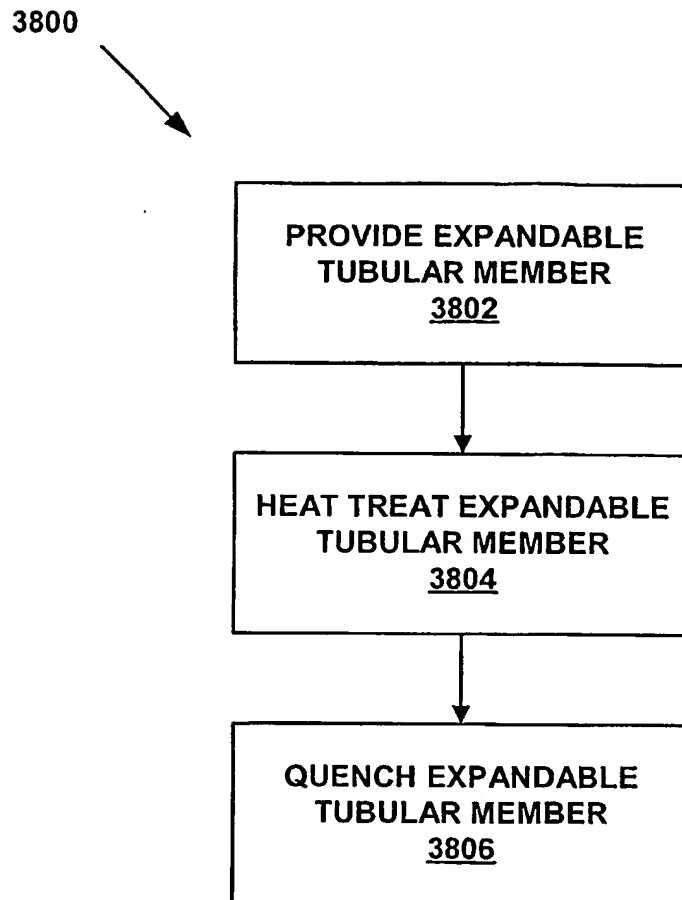 3800
PROVIDE EXPANDABLE
TUBULAR MEMBER
3802
HEAT TREAT EXPANDABLE
TUBULAR MEMBER
3804
QUENCH EXPANDABLE
TUBULAR MEMBER
3806